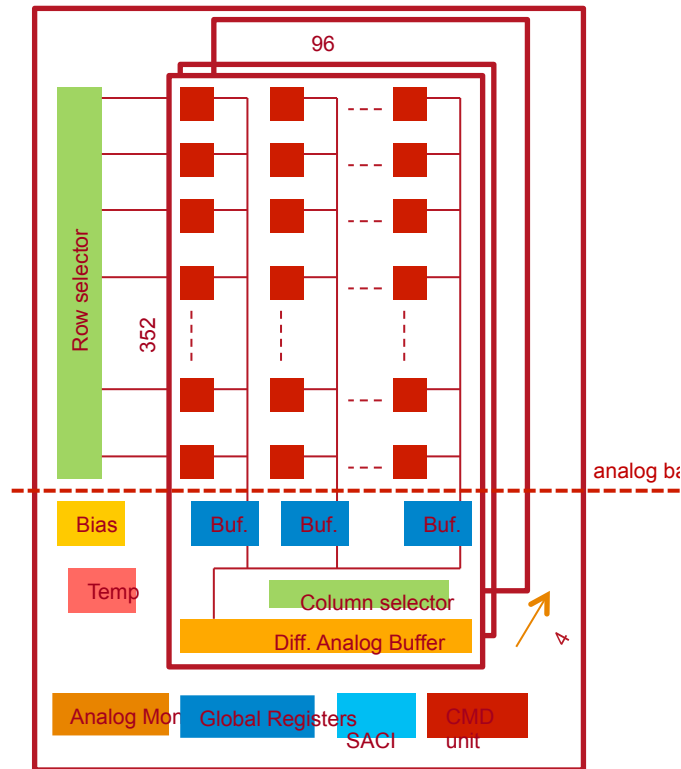 96
Row selector
352
analog ba
Bias
Buf.
Buf.
Buf.
Temp
Column selector
Diff. Analog Buffer
4
Analog Mon
Global Registers
SACI
CMD
unit